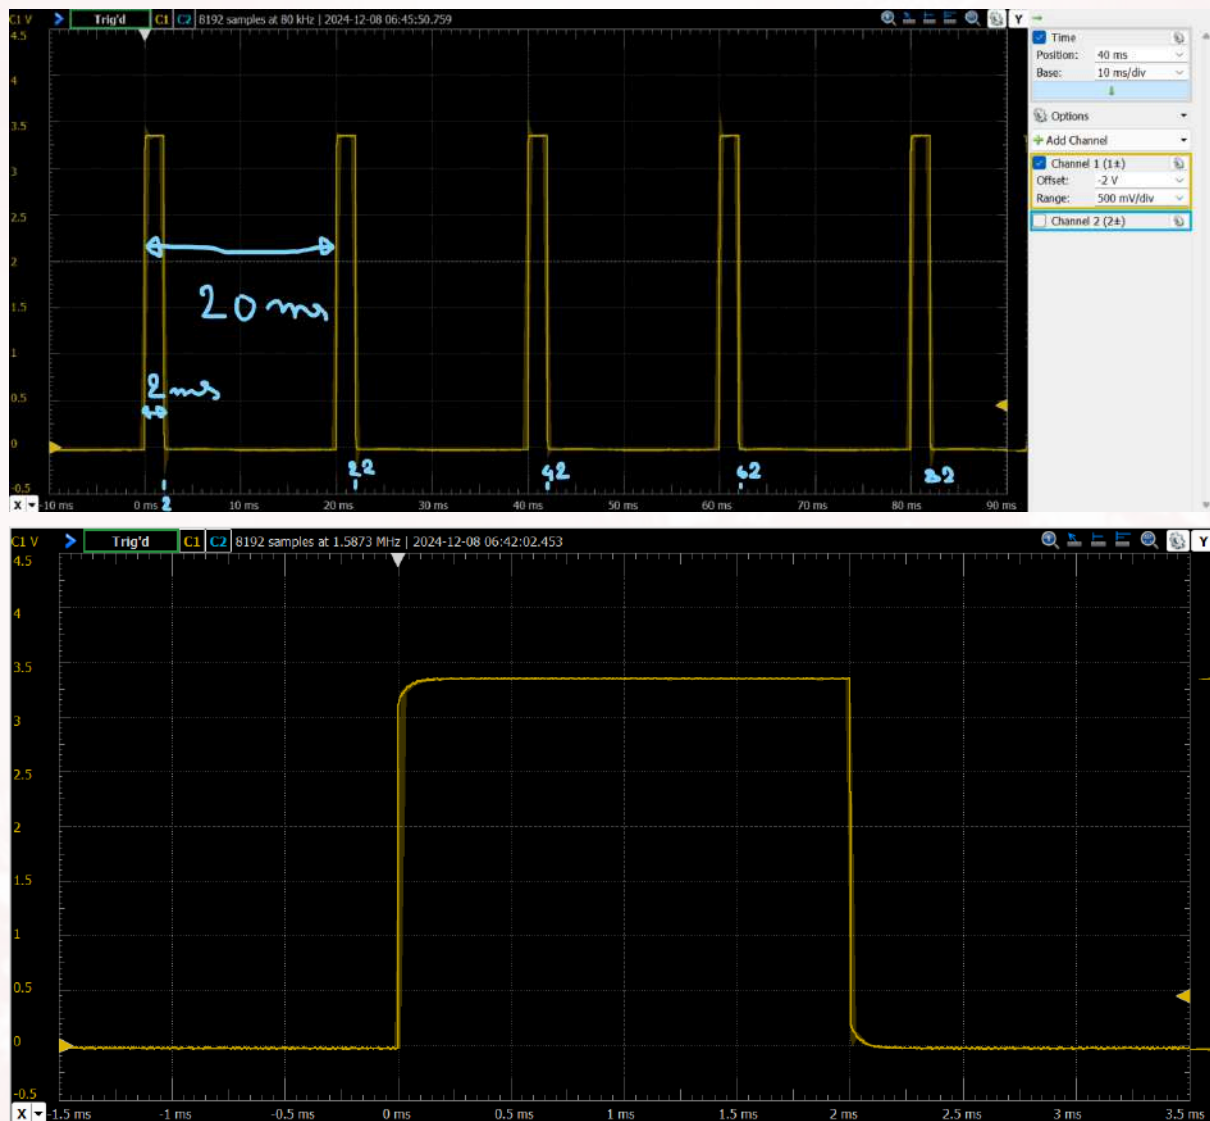 C1 V Trig'd C1 C2 8192 samples at 80 kHz | 2024-12-08 06:45:50.759 Y
4.5
4
3.5
3
2.5
2
1.5
1
0.5
0
-0.5
20 ms
2 ms
2 22 42 62 82
X -10 ms 0 ms 10 ms 20 ms 30 ms 40 ms 50 ms 60 ms 70 ms 80 ms 90 ms
Time
Position: 40 ms
Base: 10 ms/div
Options
Add Channel
Channel 1 (1±)
Offset: -2 V
Range: 500 mV/div
Channel 2 (2±)
C1 V Trig'd C1 C2 8192 samples at 1.5873 MHz | 2024-12-08 06:42:02.453 Y
4.5
4
3.5
3
2.5
2
1.5
1
0.5
0
-0.5
X -1.5 ms -1 ms -0.5 ms 0 ms 0.5 ms 1 ms 1.5 ms 2 ms 2.5 ms 3 ms 3.5 ms